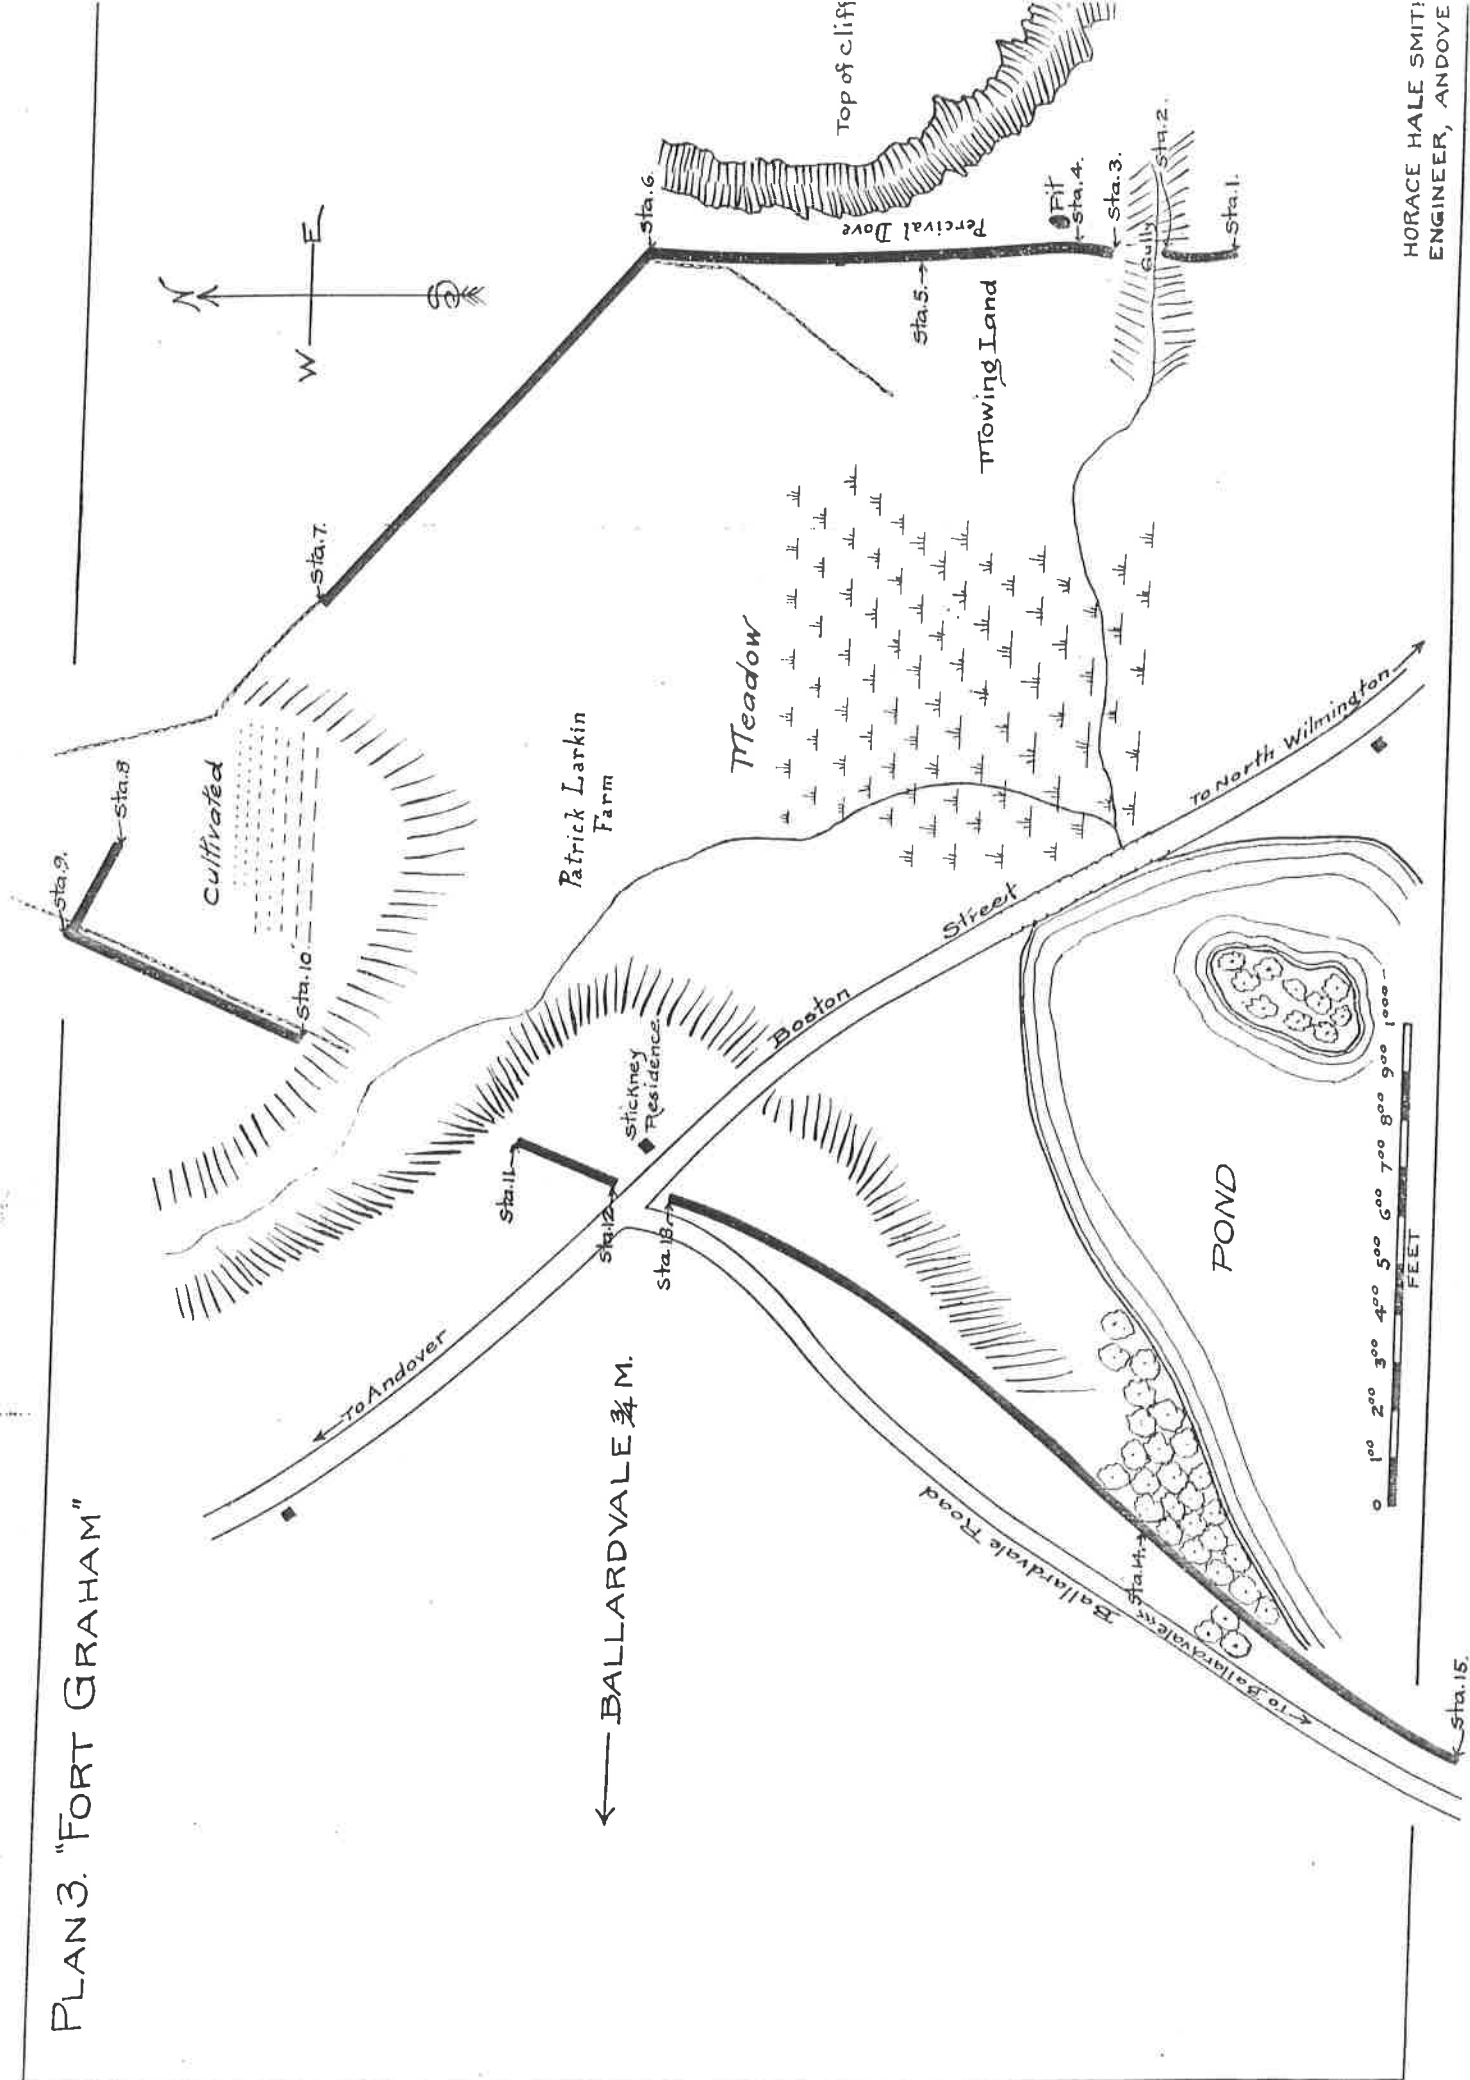 PLAN 3. "FORT GRAHAM"
N
W
E
S
Sta.9.
Sta.8
Cultivated
Sta.10
Sta.7.
Sta.6.
Top of cliff
Percival Dove
Pit
Sta.4.
Sta.3.
Gully
Sta.2.
Sta.1.
Sta.5.
Mowing Land
Meadow
Patrick Larkin
Farm
Stickney
Residence.
Sta.11.
Sta.12.
Sta.13.
Boston
Street
To North Wilmington
To Andover
BALLARDVALE ¾ M.
Ballardvale Road
To Ballardvale
Sta.14.
Sta.15.
POND
0 100 200 300 400 500 600 700 800 900 1000
FEET
HORACE HALE SMITH
ENGINEER, ANDOVE